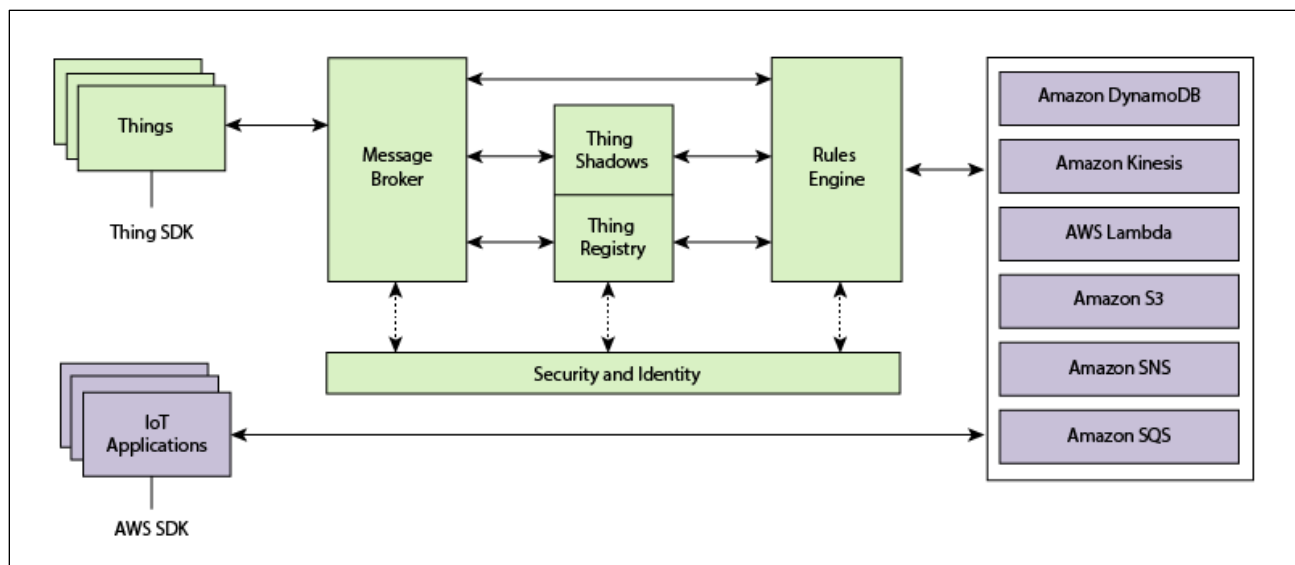 Things
Thing SDK
Message
Broker
Thing
Shadows
Thing
Registry
Rules
Engine
Amazon DynamoDB
Amazon Kinesis
AWS Lambda
Amazon S3
Amazon SNS
Amazon SQS
Security and Identity
IoT
Applications
AWS SDK